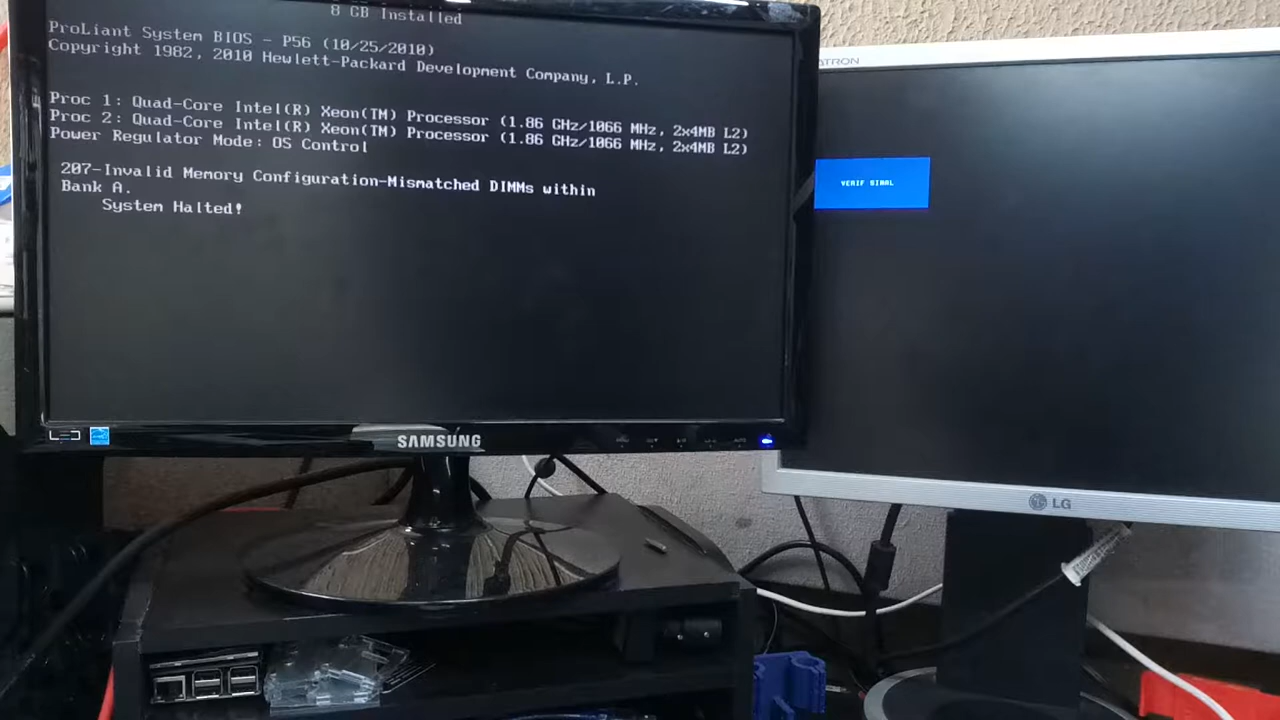 8 GB Installed
ProLiant System BIOS - P56 (10/25/2010)
Copyright 1982, 2010 Hewlett-Packard Development Company, L.P.
Proc 1: Quad-Core Intel(R) Xeon(TM) Processor (1.86 GHz/1066 MHz, 2x4MB L2)
Proc 2: Quad-Core Intel(R) Xeon(TM) Processor (1.86 GHz/1066 MHz, 2x4MB L2)
Power Regulator Mode: OS Control
207-Invalid Memory Configuration-Mismatched DIMMs within
Bank A.
System Halted!
SAMSUNG
VERIF SINAL
LG